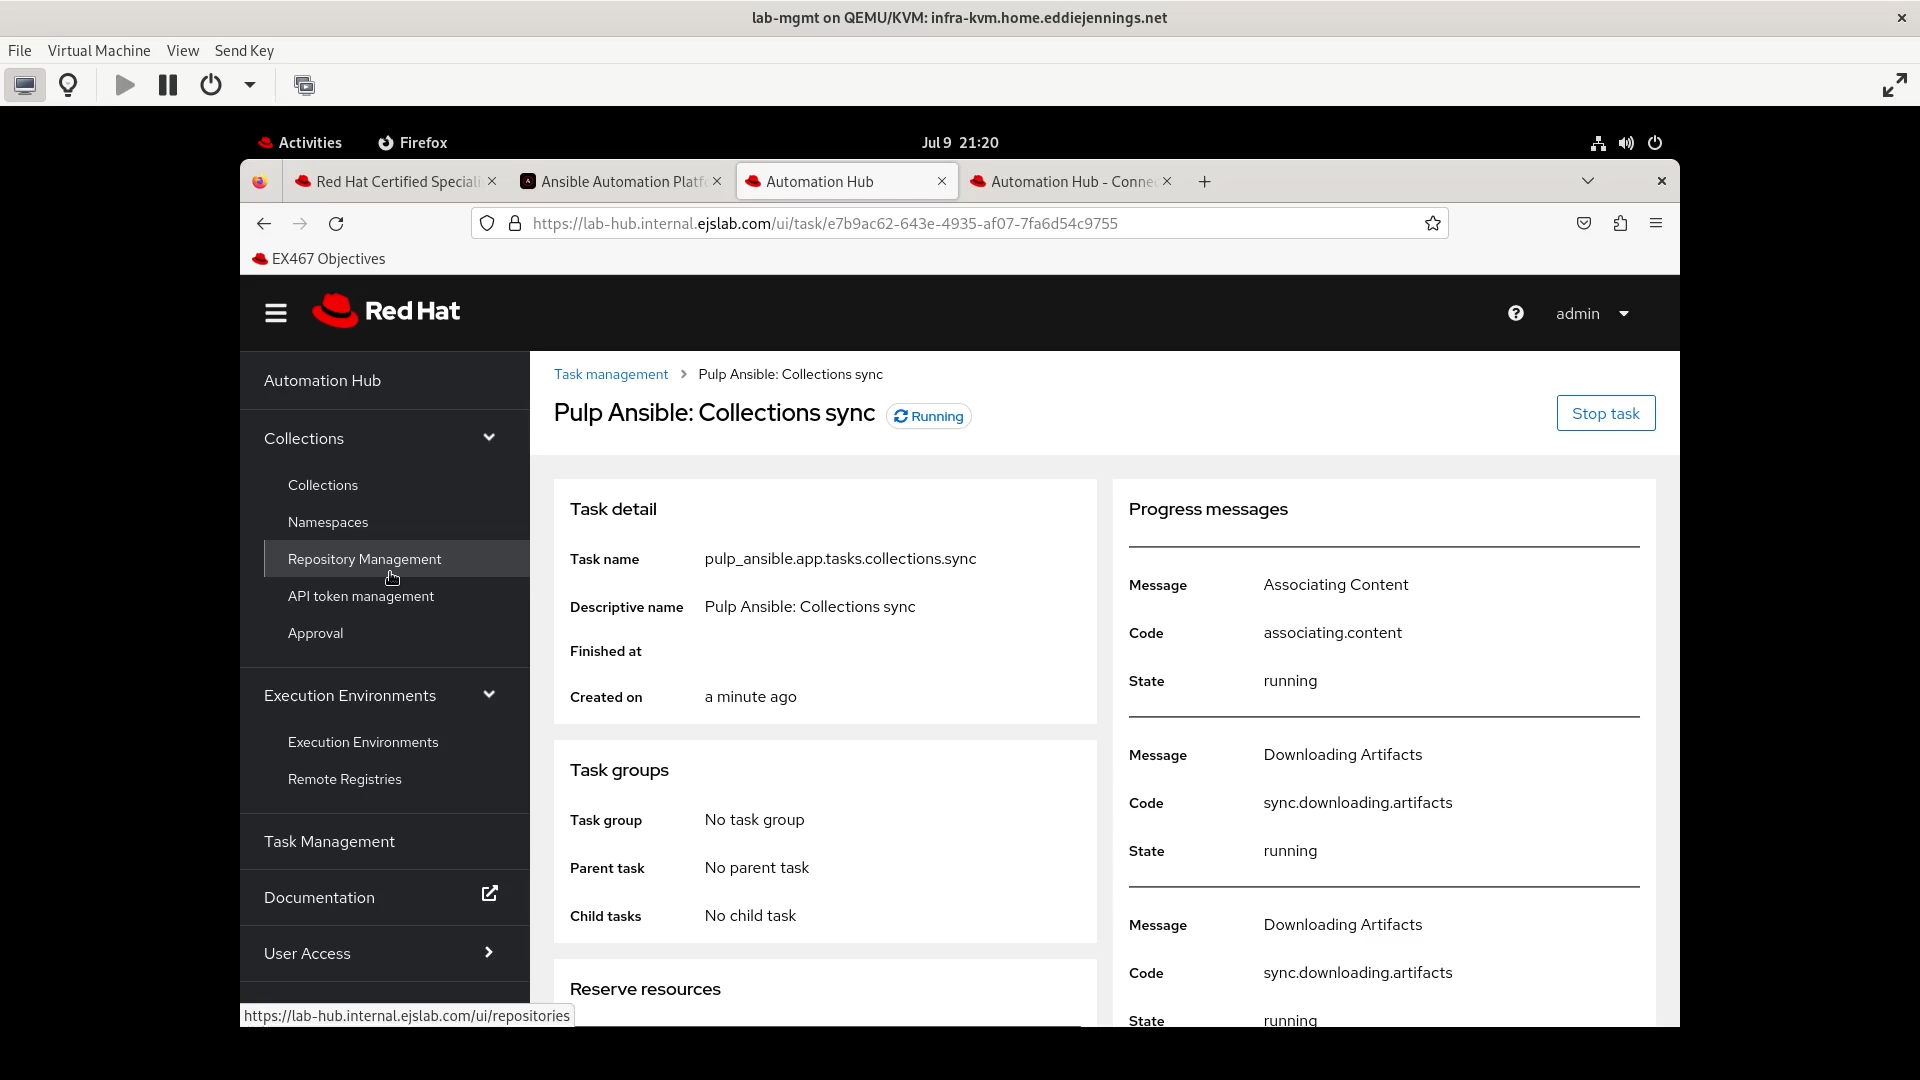 lab-mgmt on QEMU/KVM: infra-kvm.home.eddiejennings.net
File Virtual Machine View Send Key
Activities Firefox Jul 9 21:20
Red Hat Certified Speciali Ansible Automation Platfo Automation Hub Automation Hub - Conne
https://lab-hub.internal.ejslab.com/ui/task/e7b9ac62-643e-4935-af07-7fa6d54c9755
EX467 Objectives
Red Hat admin
Automation Hub
Collections
Collections
Namespaces
Repository Management
API token management
Approval
Execution Environments
Execution Environments
Remote Registries
Task Management
Documentation
User Access
https://lab-hub.internal.ejslab.com/ui/repositories
Task management > Pulp Ansible: Collections sync
Pulp Ansible: Collections sync Running Stop task
Task detail
Task name pulp_ansible.app.tasks.collections.sync
Descriptive name Pulp Ansible: Collections sync
Finished at
Created on a minute ago
Task groups
Task group No task group
Parent task No parent task
Child tasks No child task
Reserve resources
Progress messages
Message Associating Content
Code associating.content
State running
Message Downloading Artifacts
Code sync.downloading.artifacts
State running
Message Downloading Artifacts
Code sync.downloading.artifacts
State running